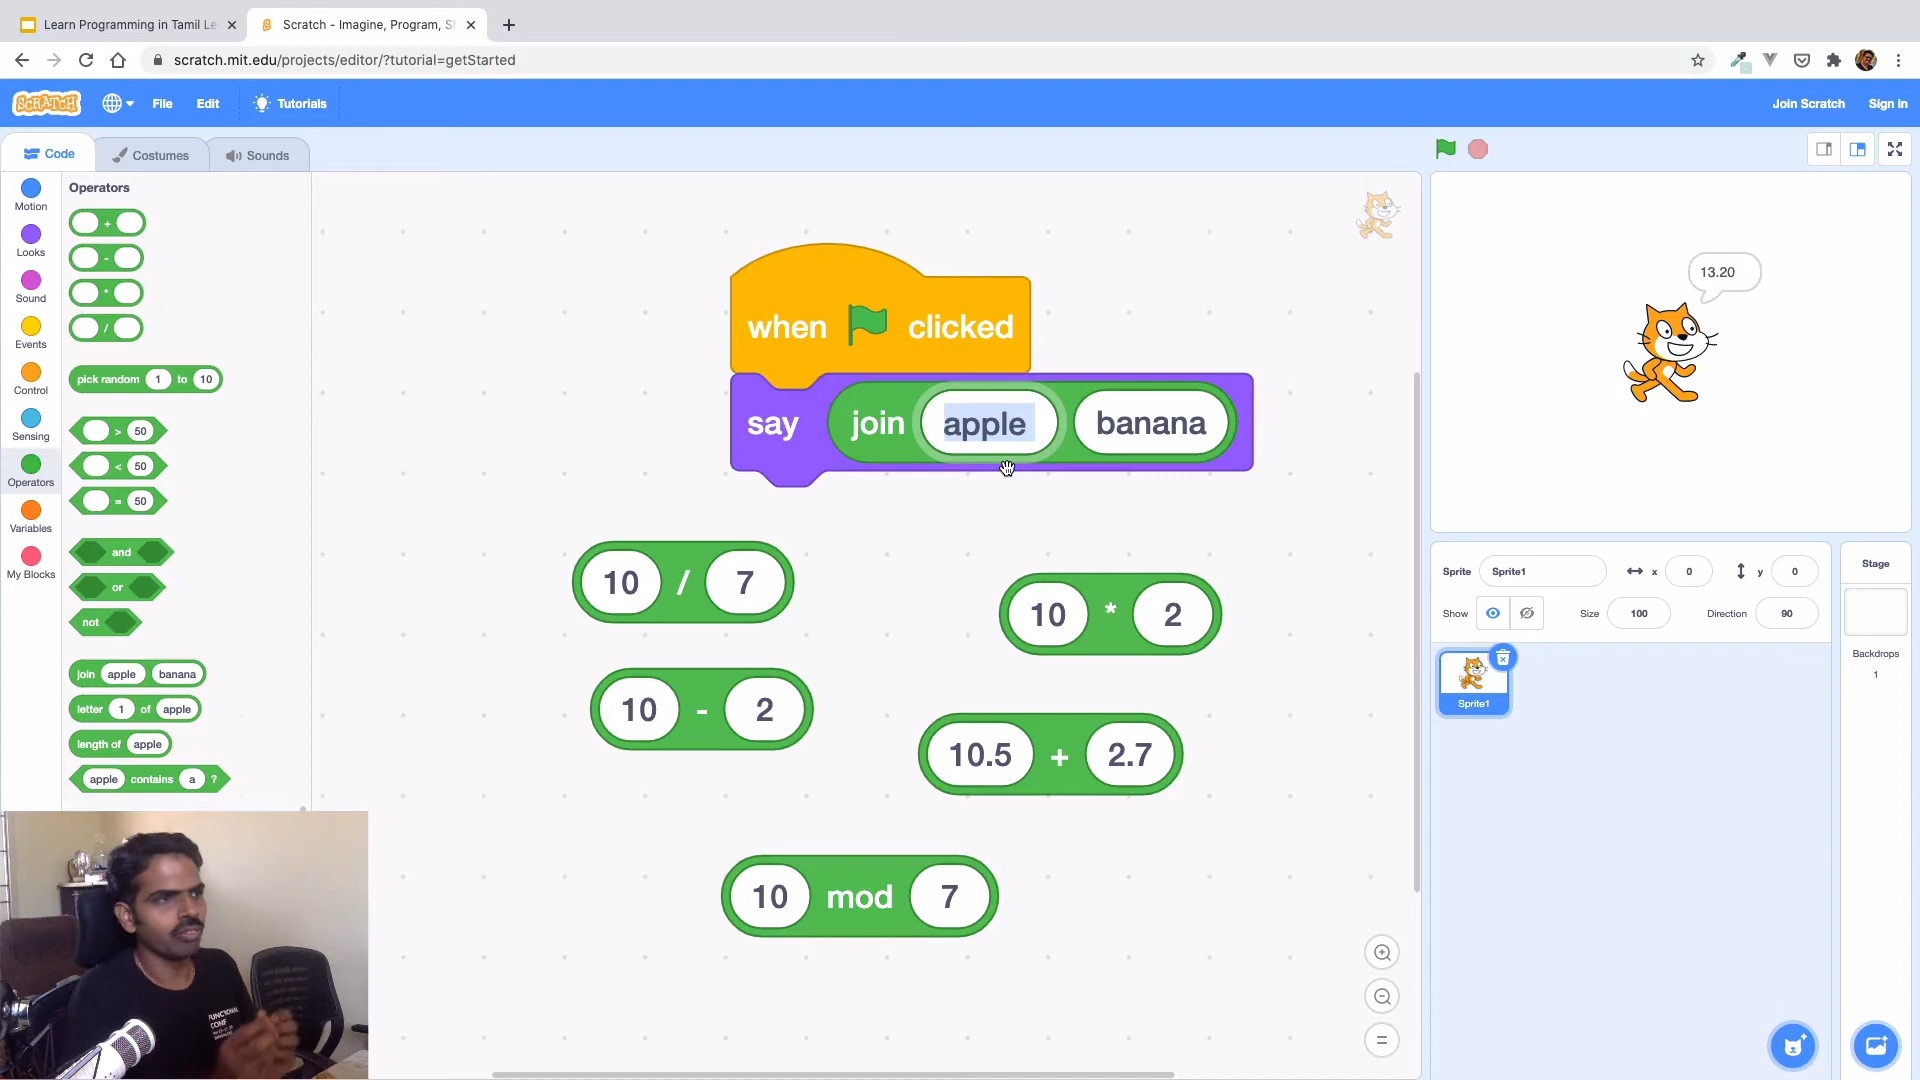 Learn Programming in Tamil Le
Scratch - Imagine, Program, S
scratch.mit.edu/projects/editor/?tutorial=getStarted
SCRATCH
File
Edit
Tutorials
Join Scratch
Sign in
Code
Costumes
Sounds
Motion
Looks
Sound
Events
Control
Sensing
Operators
Variables
My Blocks
Operators
+
-
*
/
pick random 1 to 10
> 50
< 50
= 50
and
or
not
join apple banana
letter 1 of apple
length of apple
apple contains a ?
when clicked
say join apple banana
10 / 7
10 * 2
10 - 2
10.5 + 2.7
10 mod 7
13.20
Sprite Sprite1 x 0 y 0
Show Size 100 Direction 90
Sprite1
Stage
Backdrops
1
FUNCTIONAL
CONF